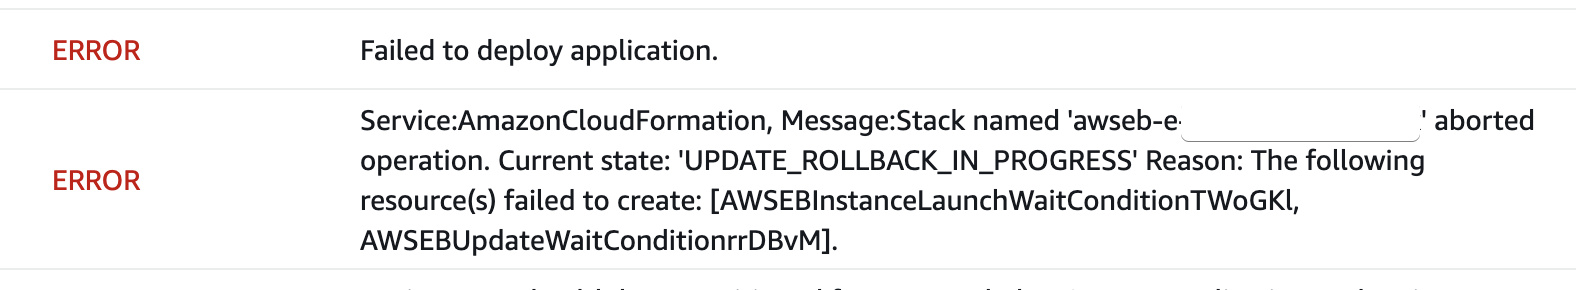 ERROR
Failed to deploy application.
ERROR
Service:AmazonCloudFormation, Message:Stack named 'awseb-e-' aborted
operation. Current state: 'UPDATE_ROLLBACK_IN_PROGRESS' Reason: The following
resource(s) failed to create: [AWSEBInstanceLaunchWaitConditionTWoGKl,
AWSEBUpdateWaitConditionrrDBvM].